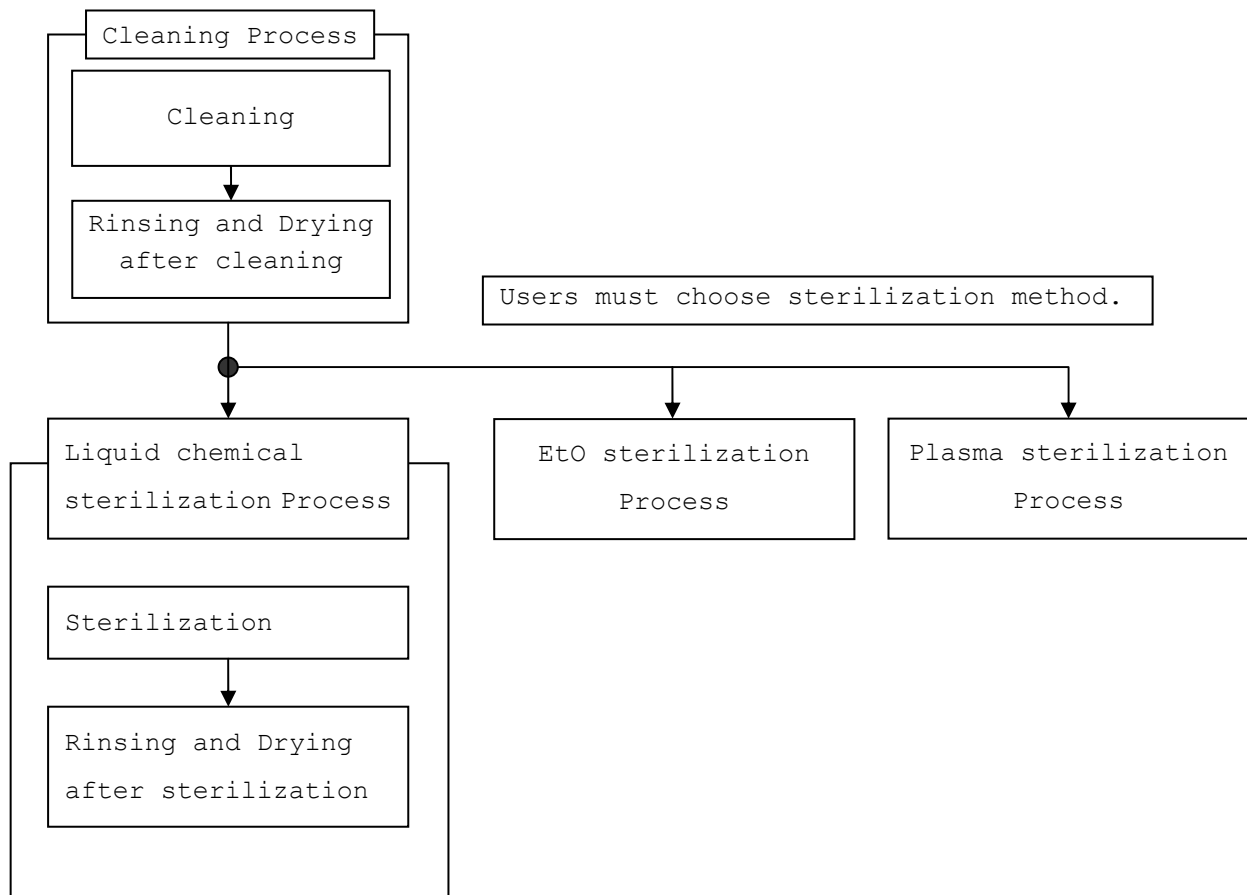 Cleaning Process
Cleaning
Rinsing and Drying
after cleaning
Users must choose sterilization method.
Liquid chemical
sterilization Process
EtO sterilization
Process
Plasma sterilization
Process
Sterilization
Rinsing and Drying
after sterilization